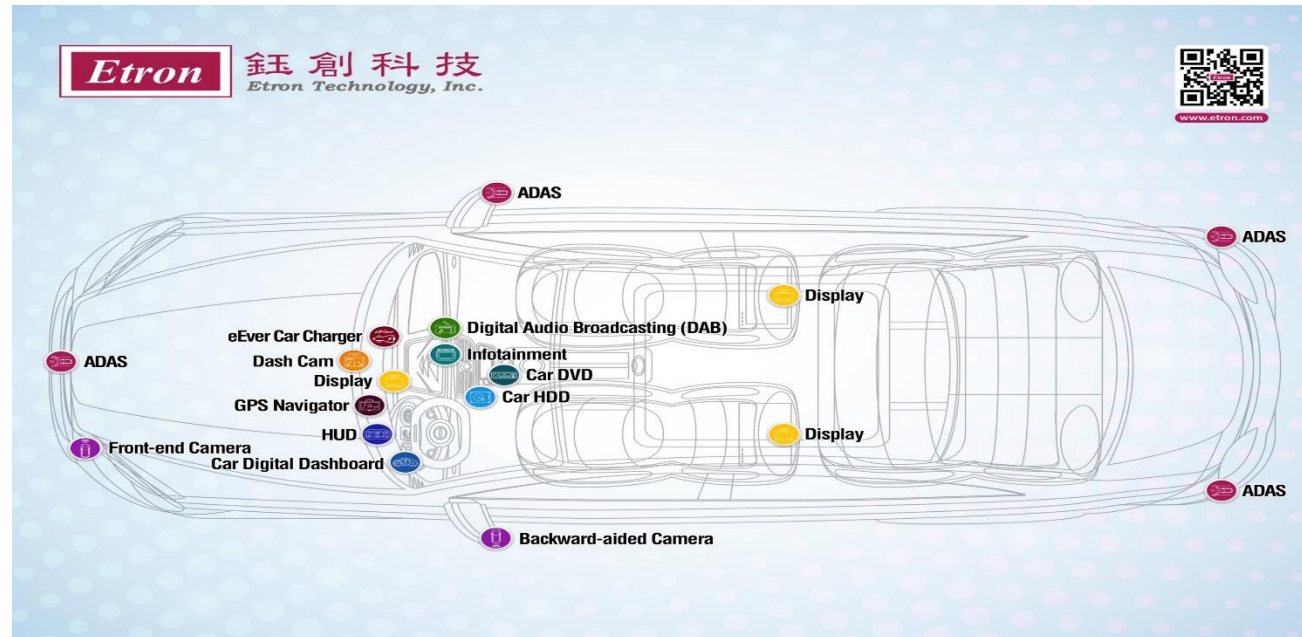 Etron
鈺創科技
Etron Technology, Inc.
Etron
www.etron.com
ADAS
ADAS
Display
Digital Audio Broadcasting (DAB)
eEver Car Charger
Infotainment
ADAS
Dash Cam
Car DVD
Display
Car HDD
GPS Navigator
HUD
Display
Front-end Camera
Car Digital Dashboard
ADAS
Backward-aided Camera